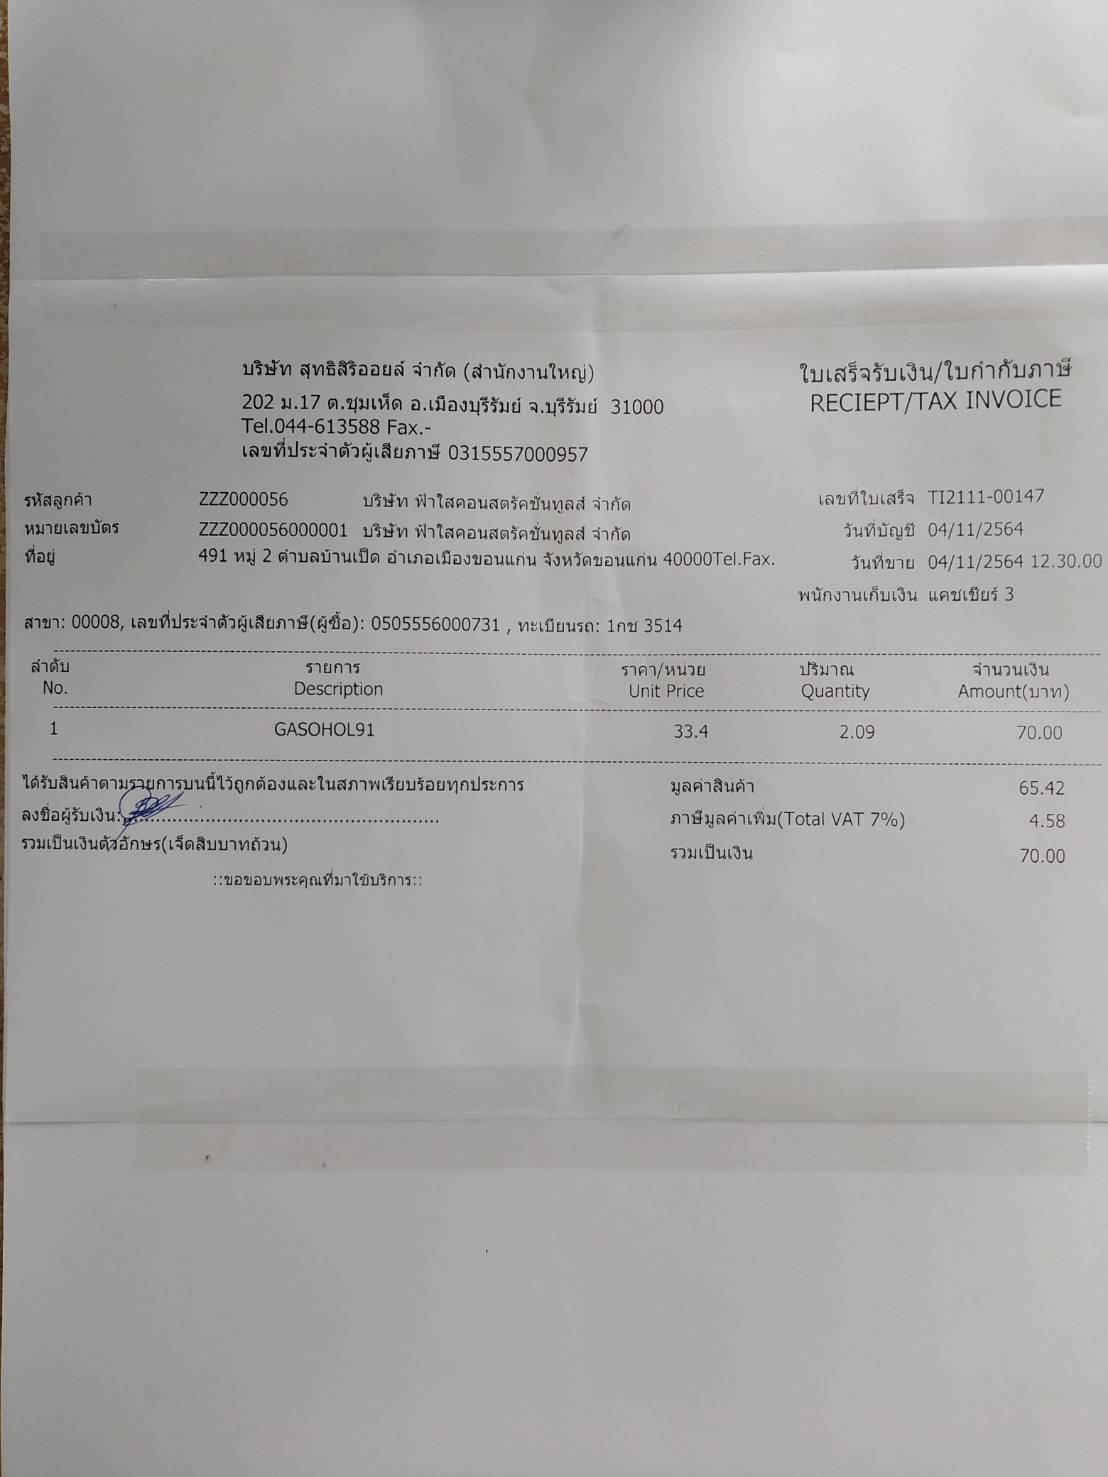 บริษัท สุทธิสิริออยล์ จำกัด (สำนักงานใหญ่)
202 ม.17 ต.ชุมเห็ด อ.เมืองบุรีรัมย์ จ.บุรีรัมย์ 31000
Tel.044-613588 Fax.-
เลขที่ประจำตัวผู้เสียภาษี 0315557000957
ใบเสร็จรับเงิน/ใบกำกับภาษี
RECIEPT/TAX INVOICE
รหัสลูกค้า ZZZ000056 บริษัท ฟ้าใสคอนสตรัคชั่นทูลส์ จำกัด
หมายเลขบัตร ZZZ000056000001 บริษัท ฟ้าใสคอนสตรัคชั่นทูลส์ จำกัด
ที่อยู่ 491 หมู่ 2 ตำบลบ้านเป็ด อำเภอเมืองขอนแก่น จังหวัดขอนแก่น 40000Tel.Fax.
เลขที่ใบเสร็จ TI2111-00147
วันที่บัญชี 04/11/2564
วันที่ขาย 04/11/2564 12.30.00
พนักงานเก็บเงิน แคชเชียร์ 3
สาขา: 00008, เลขที่ประจำตัวผู้เสียภาษี(ผู้ซื้อ): 0505556000731 , ทะเบียนรถ: 1กช 3514
ลำดับ รายการ ราคา/หน่วย ปริมาณ จำนวนเงิน
No. Description Unit Price Quantity Amount(บาท)
1 GASOHOL91 33.4 2.09 70.00
ได้รับสินค้าตามรายการบนนี้ไว้ถูกต้องและในสภาพเรียบร้อยทุกประการ
ลงชื่อผู้รับเงิน:........................................................
รวมเป็นเงินตัวอักษร(เจ็ดสิบบาทถ้วน)
::ขอขอบพระคุณที่มาใช้บริการ::
มูลค่าสินค้า 65.42
ภาษีมูลค่าเพิ่ม(Total VAT 7%) 4.58
รวมเป็นเงิน 70.00